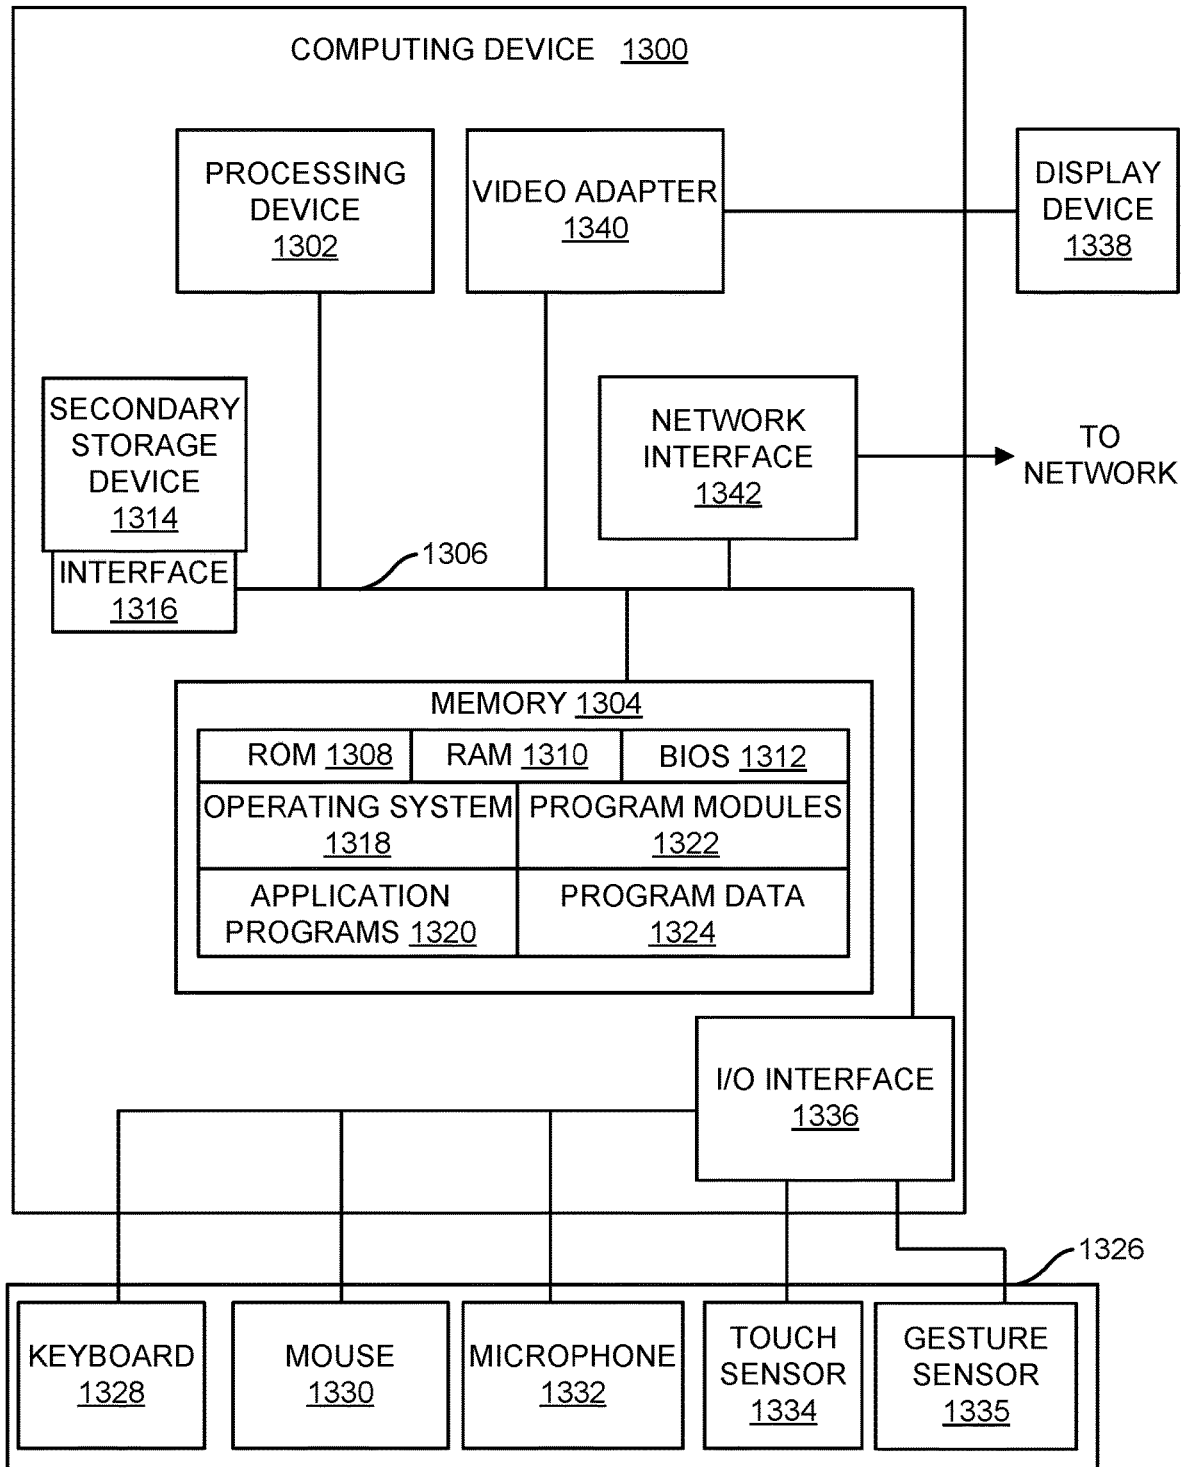 COMPUTING DEVICE 1300
PROCESSING
DEVICE
1302
VIDEO ADAPTER
1340
DISPLAY
DEVICE
1338
SECONDARY
STORAGE
DEVICE
1314
INTERFACE
1316
1306
NETWORK
INTERFACE
1342
TO
NETWORK
MEMORY 1304
ROM 1308
RAM 1310
BIOS 1312
OPERATING SYSTEM
1318
PROGRAM MODULES
1322
APPLICATION
PROGRAMS 1320
PROGRAM DATA
1324
I/O INTERFACE
1336
1326
KEYBOARD
1328
MOUSE
1330
MICROPHONE
1332
TOUCH
SENSOR
1334
GESTURE
SENSOR
1335